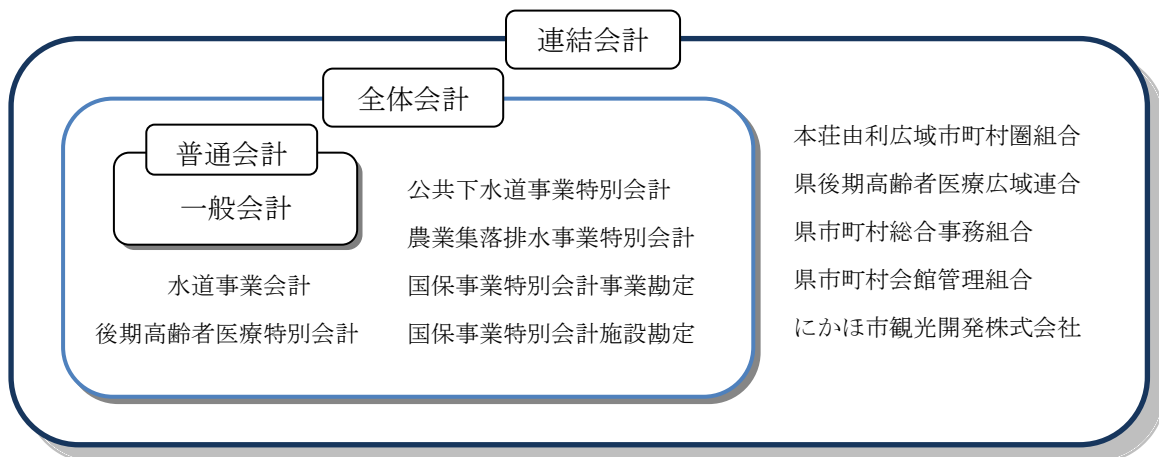 連結会計
全体会計
普通会計
一般会計
水道事業会計
後期高齢者医療特別会計
公共下水道事業特別会計
農業集落排水事業特別会計
国保事業特別会計事業勘定
国保事業特別会計施設勘定
本荘由利広域市町村圏組合
県後期高齢者医療広域連合
県市町村総合事務組合
県市町村会館管理組合
にかほ市観光開発株式会社